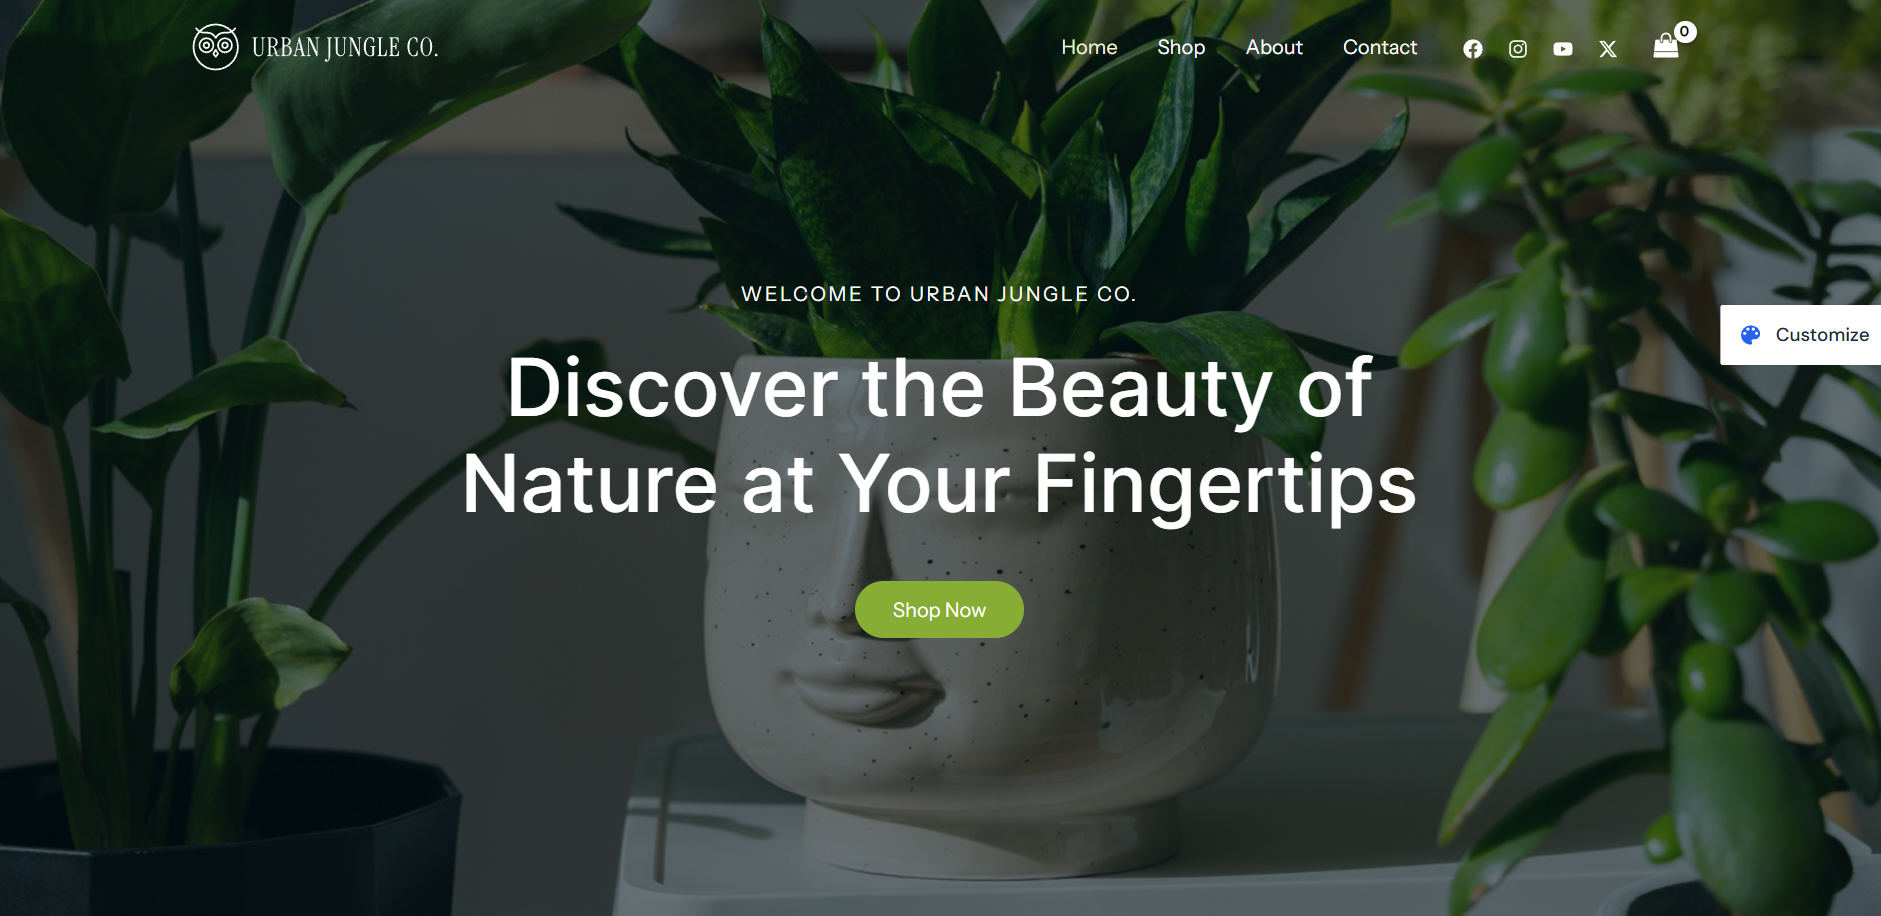 URBAN JUNGLE CO.
Home Shop About Contact 0
WELCOME TO URBAN JUNGLE CO.
Customize
Discover the Beauty of
Nature at Your Fingertips
Shop Now